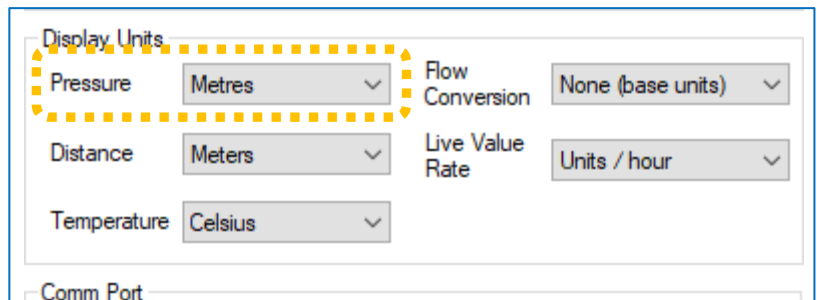 Display Units
Pressure
Metres
Flow
Conversion
None (base units)
Distance
Meters
Live Value
Rate
Units / hour
Temperature
Celsius
Comm Port